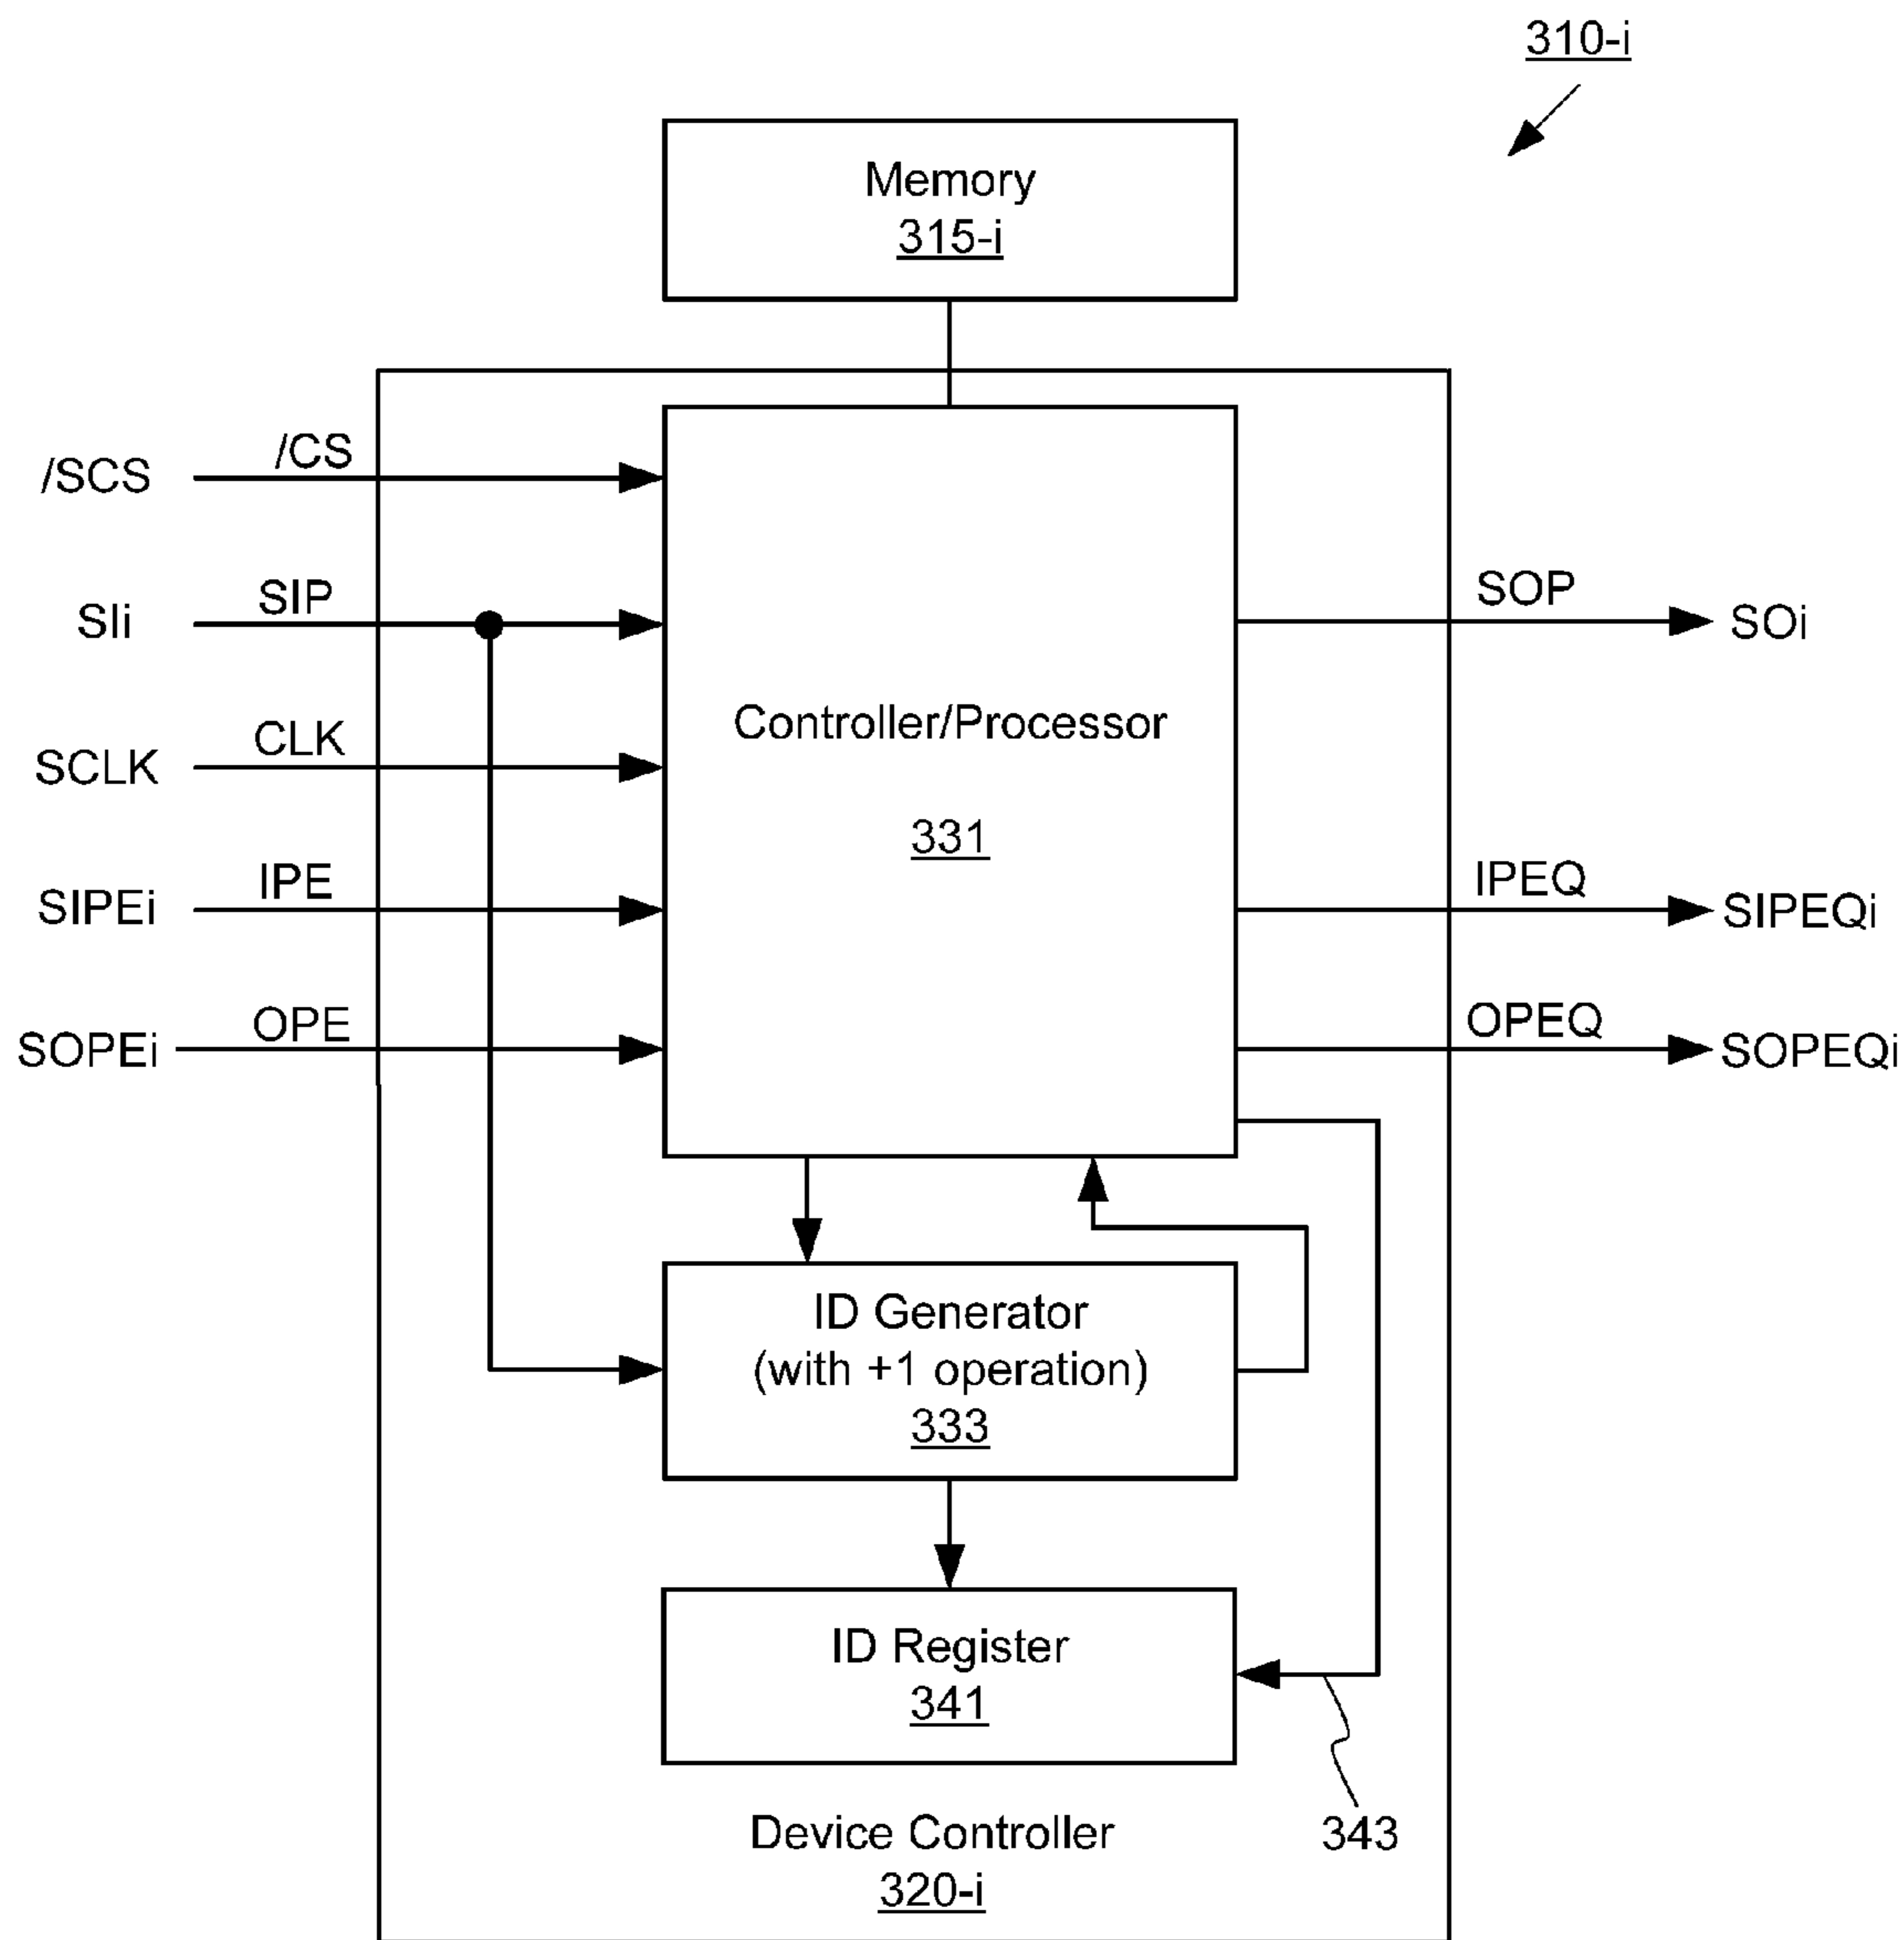 310-i
Memory
315-i
/SCS
/CS
SIi
SIP
SOP
SOi
SCLK
CLK
Controller/Processor
331
SIPEi
IPE
IPEQ
SIPEQi
SOPEi
OPE
OPEQ
SOPEQi
ID Generator
(with +1 operation)
333
ID Register
341
343
Device Controller
320-i